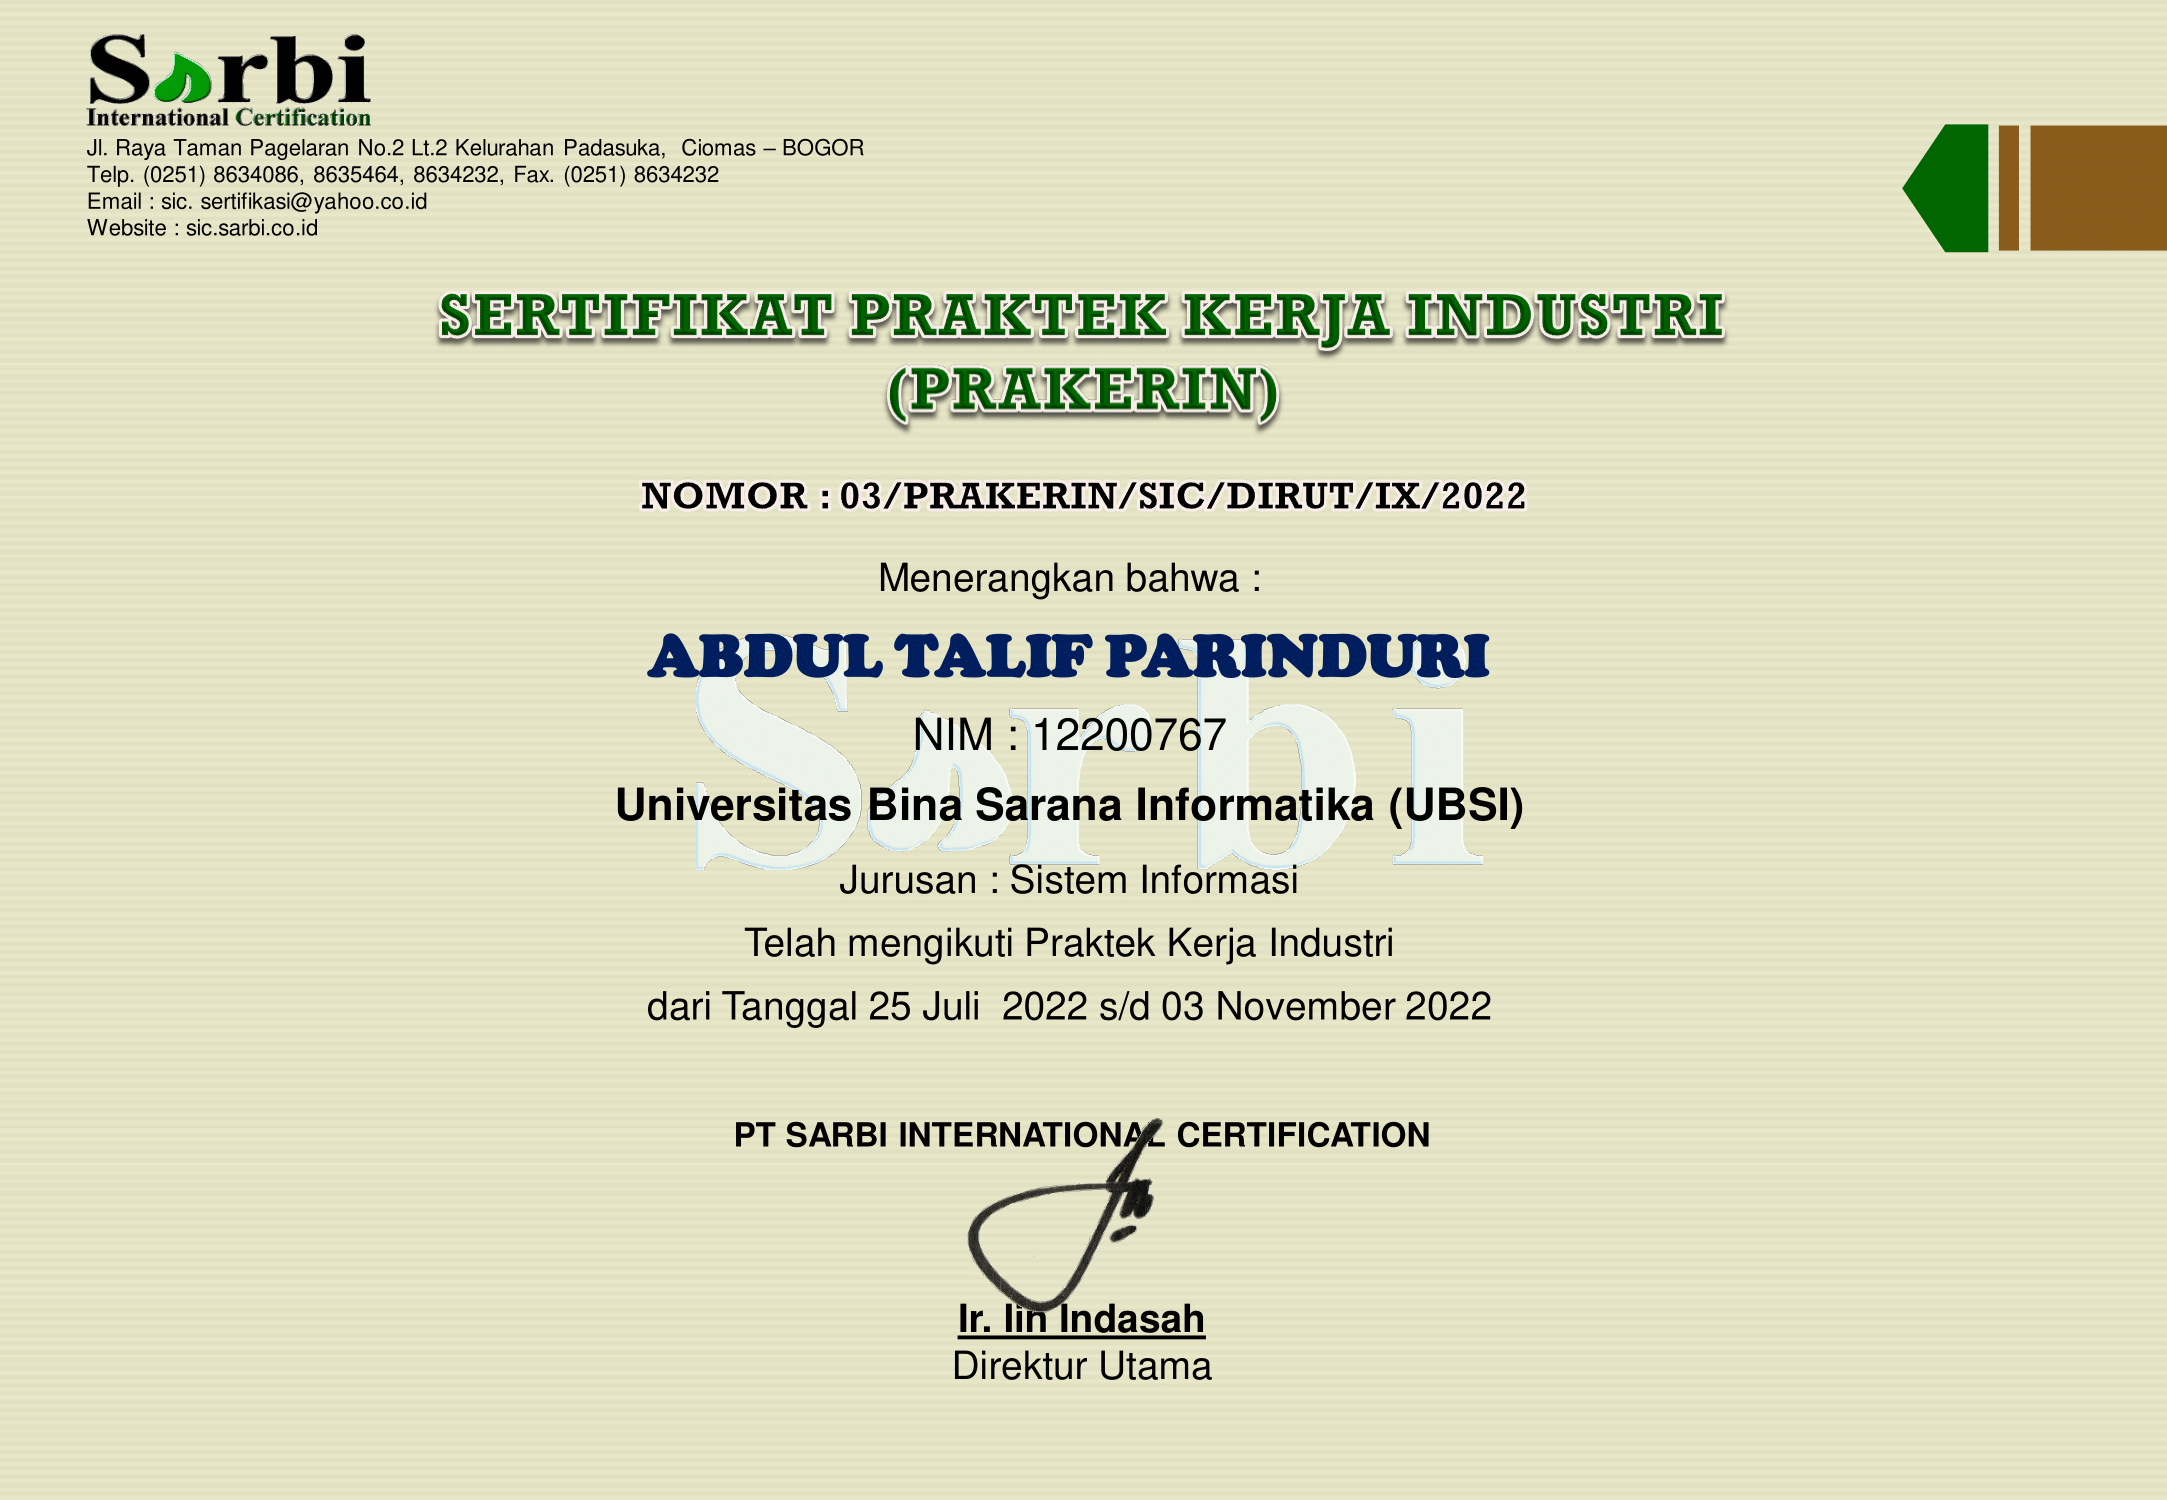 Sarbi
International Certification
Jl. Raya Taman Pagelaran No.2 Lt.2 Kelurahan Padasuka, Ciomas – BOGOR
Telp. (0251) 8634086, 8635464, 8634232, Fax. (0251) 8634232
Email : sic. sertifikasi@yahoo.co.id
Website : sic.sarbi.co.id
SERTIFIKAT PRAKTEK KERJA INDUSTRI
(PRAKERIN)
NOMOR : 03/PRAKERIN/SIC/DIRUT/IX/2022
Menerangkan bahwa :
ABDUL TALIF PARINDURI
Sarbi
NIM : 12200767
Universitas Bina Sarana Informatika (UBSI)
Jurusan : Sistem Informasi
Telah mengikuti Praktek Kerja Industri
dari Tanggal 25 Juli 2022 s/d 03 November 2022
PT SARBI INTERNATIONAL CERTIFICATION
Ir. Iin Indasah
Direktur Utama